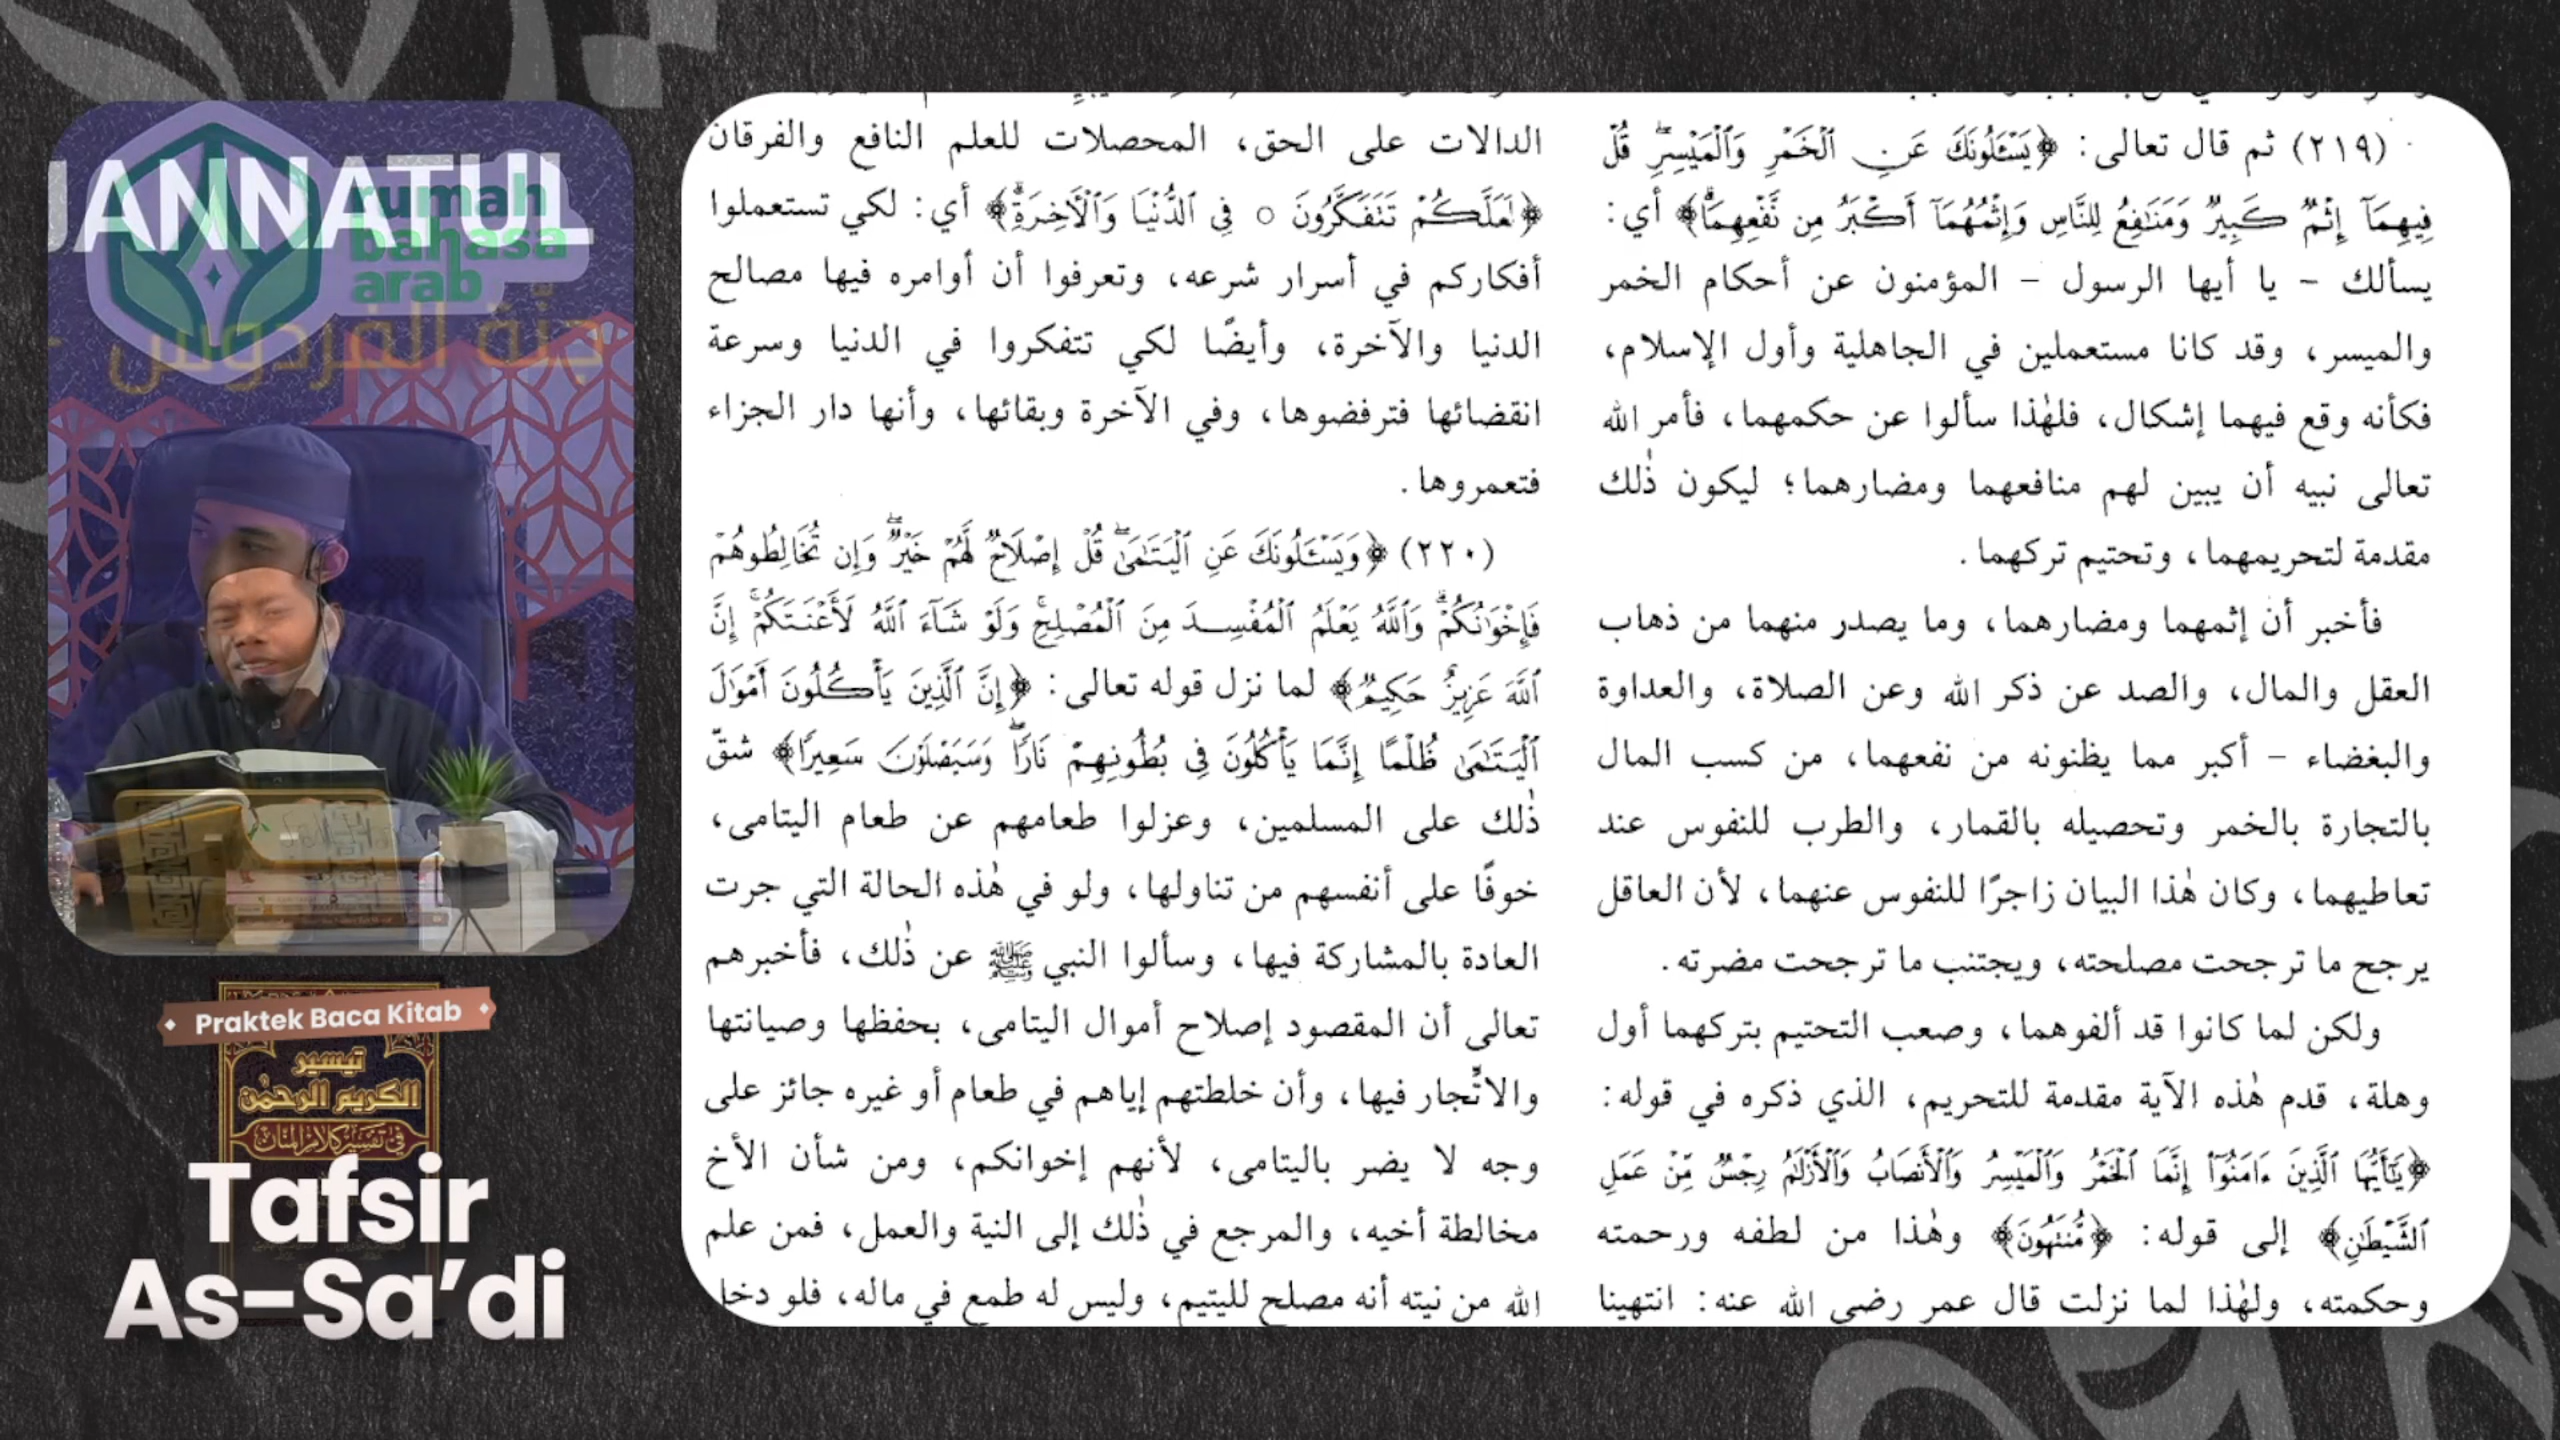 JANNATUL
rumah
bahasa
arab
جنة الفردوس
Praktek Baca Kitab
تيسير
الكريم الرحمن
في تفسير كلام المنان
Tafsir
As-Sa'di
(٢١٩) ثم قال تعالى: ﴿يَسْـَٔلُونَكَ عَنِ ٱلْخَمْرِ وَٱلْمَيْسِرِ ۖ قُلْ
فِيهِمَآ إِثْمٌ كَبِيرٌ وَمَنَـٰفِعُ لِلنَّاسِ وَإِثْمُهُمَآ أَكْبَرُ مِن نَّفْعِهِمَا ۗ﴾ أي:
يسألك – يا أيها الرسول – المؤمنون عن أحكام الخمر
والميسر، وقد كانا مستعملين في الجاهلية وأول الإسلام،
فكأنه وقع فيهما إشكال، فلهٰذا سألوا عن حكمهما، فأمر الله
تعالى نبيه أن يبين لهم منافعهما ومضارهما؛ ليكون ذٰلك
مقدمة لتحريمهما، وتحتيم تركهما.
فأخبر أن إثمهما ومضارهما، وما يصدر منهما من ذهاب
العقل والمال، والصد عن ذكر الله وعن الصلاة، والعداوة
والبغضاء – أكبر مما يظنونه من نفعهما، من كسب المال
بالتجارة بالخمر وتحصيله بالقمار، والطرب للنفوس عند
تعاطيهما، وكان هٰذا البيان زاجرًا للنفوس عنهما، لأن العاقل
يرجح ما ترجحت مصلحته، ويجتنب ما ترجحت مضرته.
ولكن لما كانوا قد ألفوهما، وصعب التحتيم بتركهما أول
وهلة، قدم هٰذه الآية مقدمة للتحريم، الذي ذكره في قوله:
﴿يَـٰٓأَيُّهَا ٱلَّذِينَ ءَامَنُوٓا۟ إِنَّمَا ٱلْخَمْرُ وَٱلْمَيْسِرُ وَٱلْأَنصَابُ وَٱلْأَزْلَـٰمُ رِجْسٌ مِّنْ عَمَلِ
ٱلشَّيْطَـٰنِ﴾ إلى قوله: ﴿مُّنتَهُونَ﴾ وهٰذا من لطفه ورحمته
وحكمته، ولهٰذا لما نزلت قال عمر رضي الله عنه: انتهينا
الدالات على الحق، المحصلات للعلم النافع والفرقان
﴿لَعَلَّكُمْ تَتَفَكَّرُونَ ○ فِى ٱلدُّنْيَا وَٱلْـَٔاخِرَةِ ۗ﴾ أي: لكي تستعملوا
أفكاركم في أسرار شرعه، وتعرفوا أن أوامره فيها مصالح
الدنيا والآخرة، وأيضًا لكي تتفكروا في الدنيا وسرعة
انقضائها فترفضوها، وفي الآخرة وبقائها، وأنها دار الجزاء
فتعمروها.
(٢٢٠) ﴿وَيَسْـَٔلُونَكَ عَنِ ٱلْيَتَـٰمَىٰ ۖ قُلْ إِصْلَاحٌ لَّهُمْ خَيْرٌ ۖ وَإِن تُخَالِطُوهُمْ
فَإِخْوَٰنُكُمْ ۚ وَٱللَّهُ يَعْلَمُ ٱلْمُفْسِدَ مِنَ ٱلْمُصْلِحِ ۚ وَلَوْ شَآءَ ٱللَّهُ لَأَعْنَتَكُمْ ۚ إِنَّ
ٱللَّهَ عَزِيزٌ حَكِيمٌ﴾ لما نزل قوله تعالى: ﴿إِنَّ ٱلَّذِينَ يَأْكُلُونَ أَمْوَٰلَ
ٱلْيَتَـٰمَىٰ ظُلْمًا إِنَّمَا يَأْكُلُونَ فِى بُطُونِهِمْ نَارًا ۖ وَسَيَصْلَوْنَ سَعِيرًا﴾ شقّ
ذٰلك على المسلمين، وعزلوا طعامهم عن طعام اليتامى،
خوفًا على أنفسهم من تناولها، ولو في هٰذه الحالة التي جرت
العادة بالمشاركة فيها، وسألوا النبي ﷺ عن ذٰلك، فأخبرهم
تعالى أن المقصود إصلاح أموال اليتامى، بحفظها وصيانتها
والاتّجار فيها، وأن خلطتهم إياهم في طعام أو غيره جائز على
وجه لا يضر باليتامى، لأنهم إخوانكم، ومن شأن الأخ
مخالطة أخيه، والمرجع في ذٰلك إلى النية والعمل، فمن علم
الله من نيته أنه مصلح لليتيم، وليس له طمع في ماله، فلو دخل